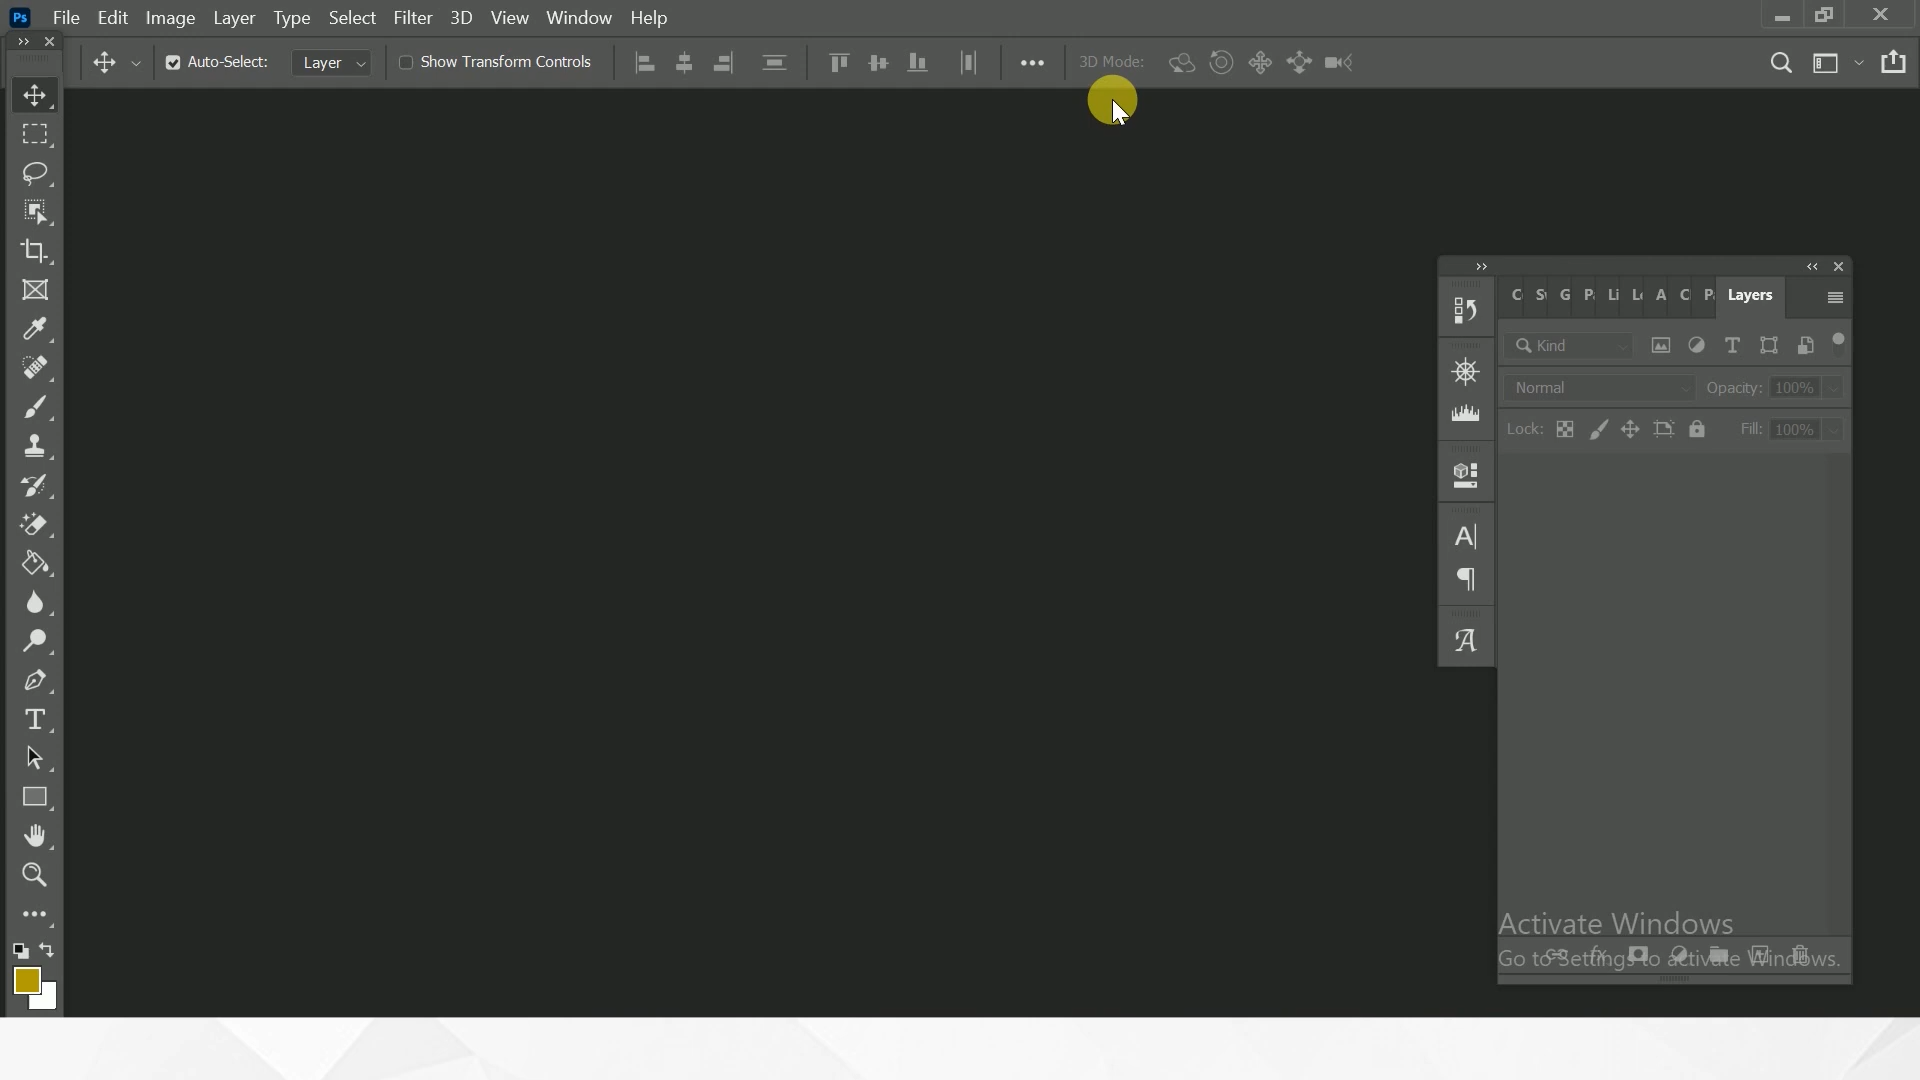 Ps File Edit Image Layer Type Select Filter 3D View Window Help
Auto-Select: Layer Show Transform Controls 3D Mode:
Layers
Kind
Normal Opacity: 100%
Lock: Fill: 100%
Activate Windows
Go to Settings to activate Windows.